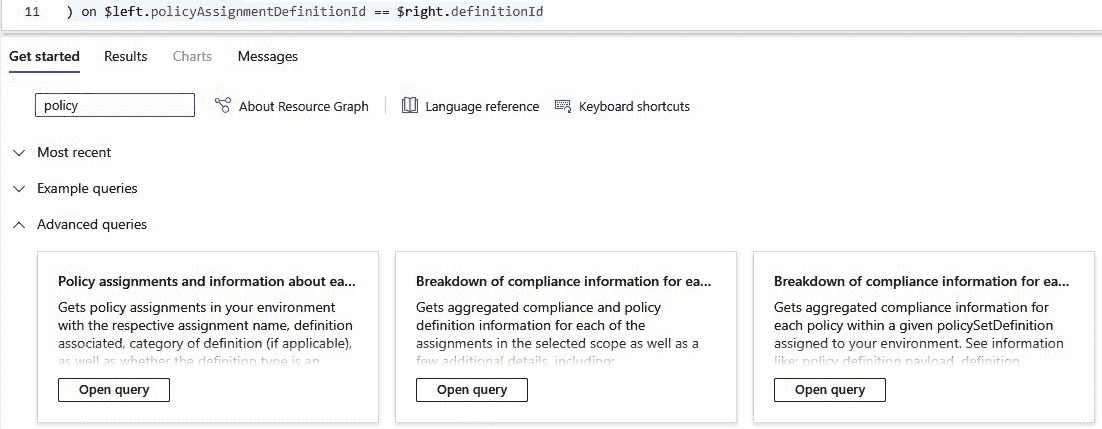 11 ) on $left.policyAssignmentDefinitionId == $right.definitionId
Get started Results Charts Messages
policy About Resource Graph Language reference Keyboard shortcuts
Most recent
Example queries
Advanced queries
Policy assignments and information about ea...
Gets policy assignments in your environment
with the respective assignment name, definition
associated, category of definition (if applicable),
as well as whether the definition type is an
Open query
Breakdown of compliance information for ea...
Gets aggregated compliance and policy
definition information for each of the
assignments in the selected scope as well as a
few additional details, including:
Open query
Breakdown of compliance information for ea...
Gets aggregated compliance information for
each policy within a given policySetDefinition
assigned to your environment. See information
like: policy definition payload, definition
Open query